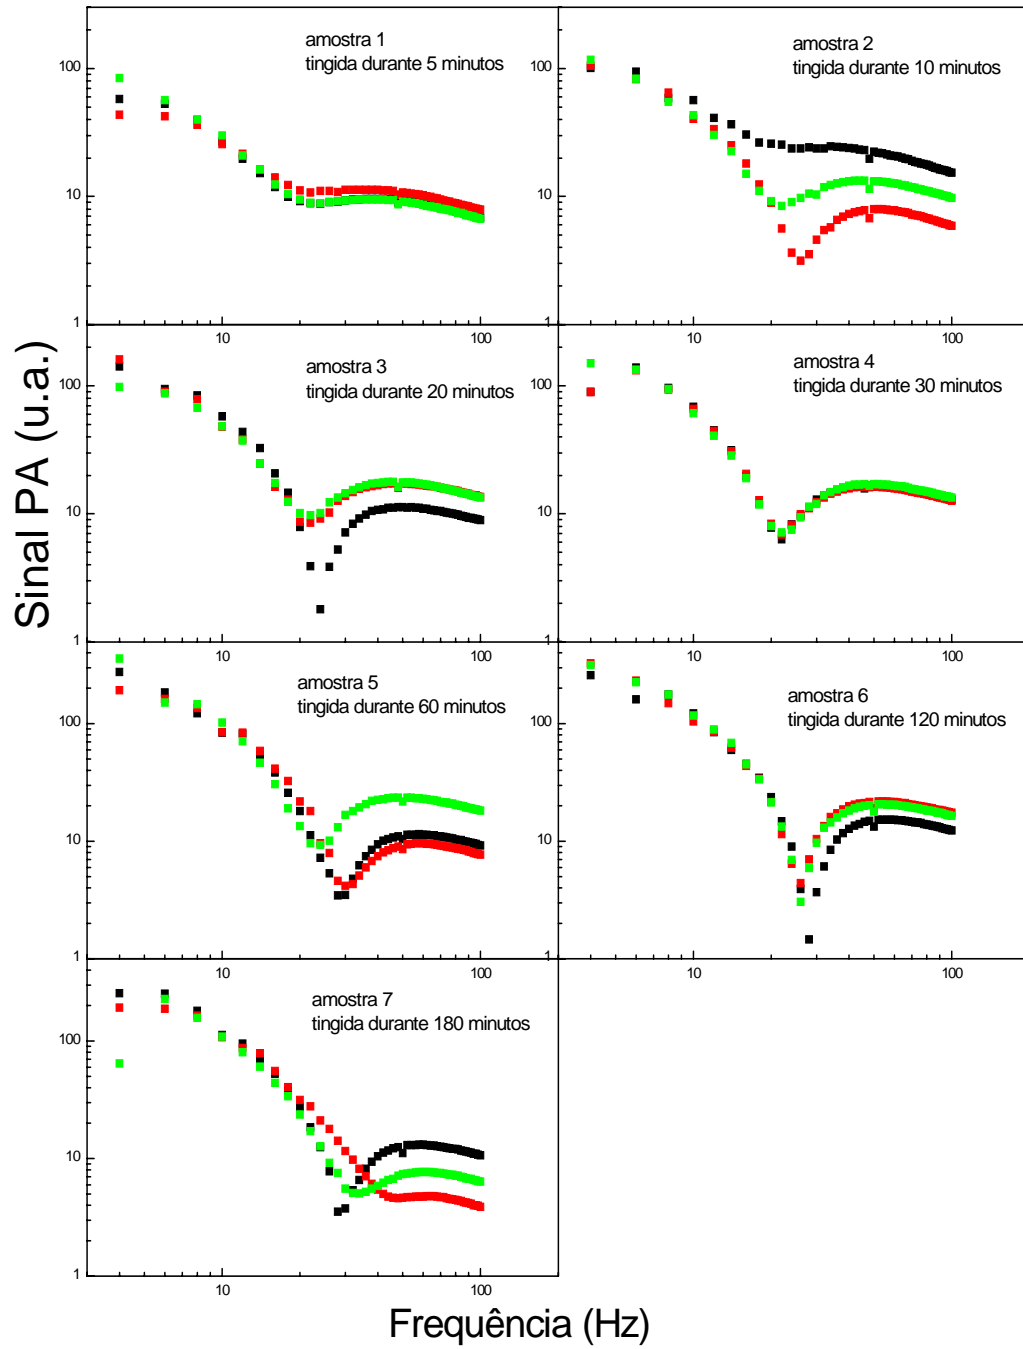 Sinal PA (u.a.)
amostra 1
tingida durante 5 minutos
100
10
1
amostra 2
tingida durante 10 minutos
100
10
1
10
100
10
100
amostra 3
tingida durante 20 minutos
100
10
1
amostra 4
tingida durante 30 minutos
100
10
1
10
100
10
100
amostra 5
tingida durante 60 minutos
100
10
1
amostra 6
tingida durante 120 minutos
100
10
1
10
100
10
100
amostra 7
tingida durante 180 minutos
100
10
1
10
100
Frequência (Hz)